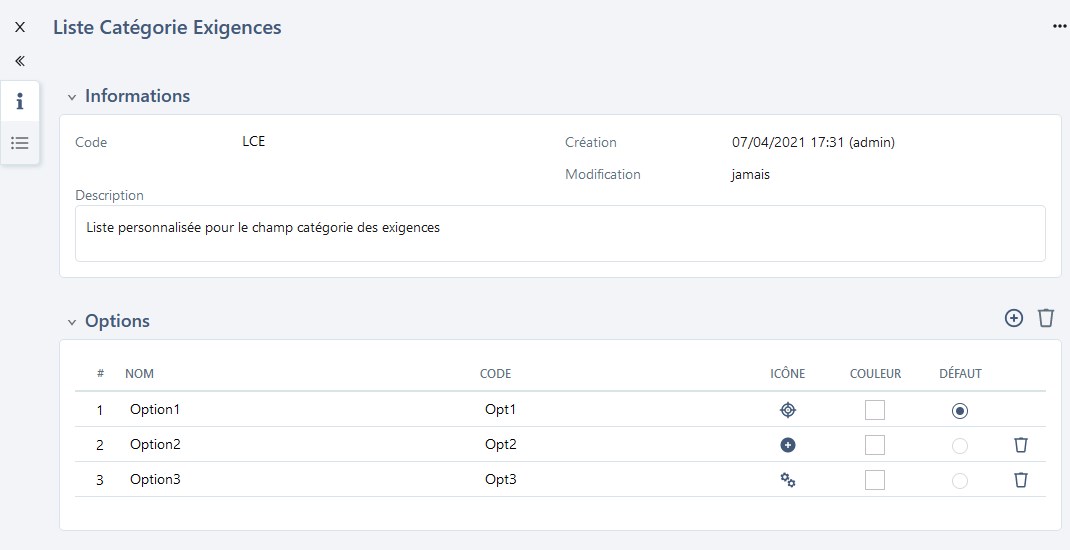 Liste Catégorie Exigences
Informations
Code LCE Création 07/04/2021 17:31 (admin)
Modification jamais
Description
Liste personnalisée pour le champ catégorie des exigences
Options
# NOM CODE ICÔNE COULEUR DÉFAUT
1 Option1 Opt1
2 Option2 Opt2
3 Option3 Opt3